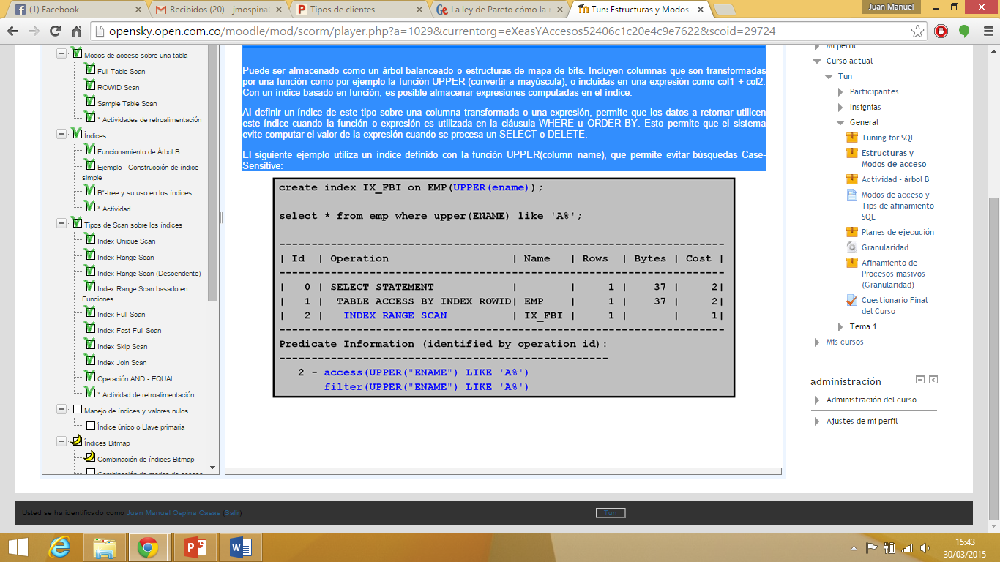 (1) Facebook
Recibidos (20) - jmospina
Tipos de clientes
La ley de Pareto cómo la r
Tun: Estructuras y Modos
Juan Manuel
opensky.open.com.co/moodle/mod/scorm/player.php?a=1029&currentorg=eXeasYAccesos52406c1c20e4c9e7622&scoid=29724
Modos de acceso sobre una tabla
Full Table Scan
ROWID Scan
Sample Table Scan
* Actividades de retroalimentación
Índices
Funcionamiento de Árbol B
Ejemplo - Construcción de índice
simple
B*-tree y su uso en los índices
* Actividad
Tipos de Scan sobre los índices
Index Unique Scan
Index Range Scan
Index Range Scan (Descendente)
Index Range Scan basado en
Funciones
Index Full Scan
Index Fast Full Scan
Index Skip Scan
Index Join Scan
Operación AND - EQUAL
* Actividad de retroalimentación
Manejo de índices y valores nulos
Índice único o Llave primaria
Índices Bitmap
Combinación de índices Bitmap
Puede ser almacenado como un árbol balanceado o estructuras de mapa de bits. Incluyen columnas que son transformadas
por una función como por ejemplo la función UPPER (convertir a mayúscula), o incluidas en una expresión como col1 + col2.
Con un índice basado en función, es posible almacenar expresiones computadas en el índice.
Al definir un índice de este tipo sobre una columna transformada o una expresión, permite que los datos a retornar utilicen
este índice cuando la función o expresión es utilizada en la cláusula WHERE u ORDER BY. Esto permite que el sistema
evite computar el valor de la expresión cuando se procesa un SELECT o DELETE.
El siguiente ejemplo utiliza un índice definido con la función UPPER(column_name), que permite evitar búsquedas Case-
Sensitive:
create index IX_FBI on EMP(UPPER(ename));
select * from emp where upper(ENAME) like 'A%';
---------------------------------------------------------------------
| Id  | Operation                   | Name   | Rows  | Bytes | Cost |
---------------------------------------------------------------------
|   0 | SELECT STATEMENT            |        |     1 |    37 |     2|
|   1 |  TABLE ACCESS BY INDEX ROWID| EMP    |     1 |    37 |     2|
|   2 |   INDEX RANGE SCAN          | IX_FBI |     1 |       |     1|
---------------------------------------------------------------------
Predicate Information (identified by operation id):
---------------------------------------------------
2 - access(UPPER("ENAME") LIKE 'A%')
filter(UPPER("ENAME") LIKE 'A%')
Mi perfil
Curso actual
Tun
Participantes
Insignias
General
Tuning for SQL
Estructuras y
Modos de acceso
Actividad - árbol B
Modos de acceso y
Tips de afinamiento
SQL
Planes de ejecución
Granularidad
Afinamiento de
Procesos masivos
(Granularidad)
Cuestionario Final
del Curso
Tema 1
Mis cursos
administración
Administración del curso
Ajustes de mi perfil
Usted se ha identificado como Juan Manuel Ospina Casas (Salir)
Tun
15:43
30/03/2015